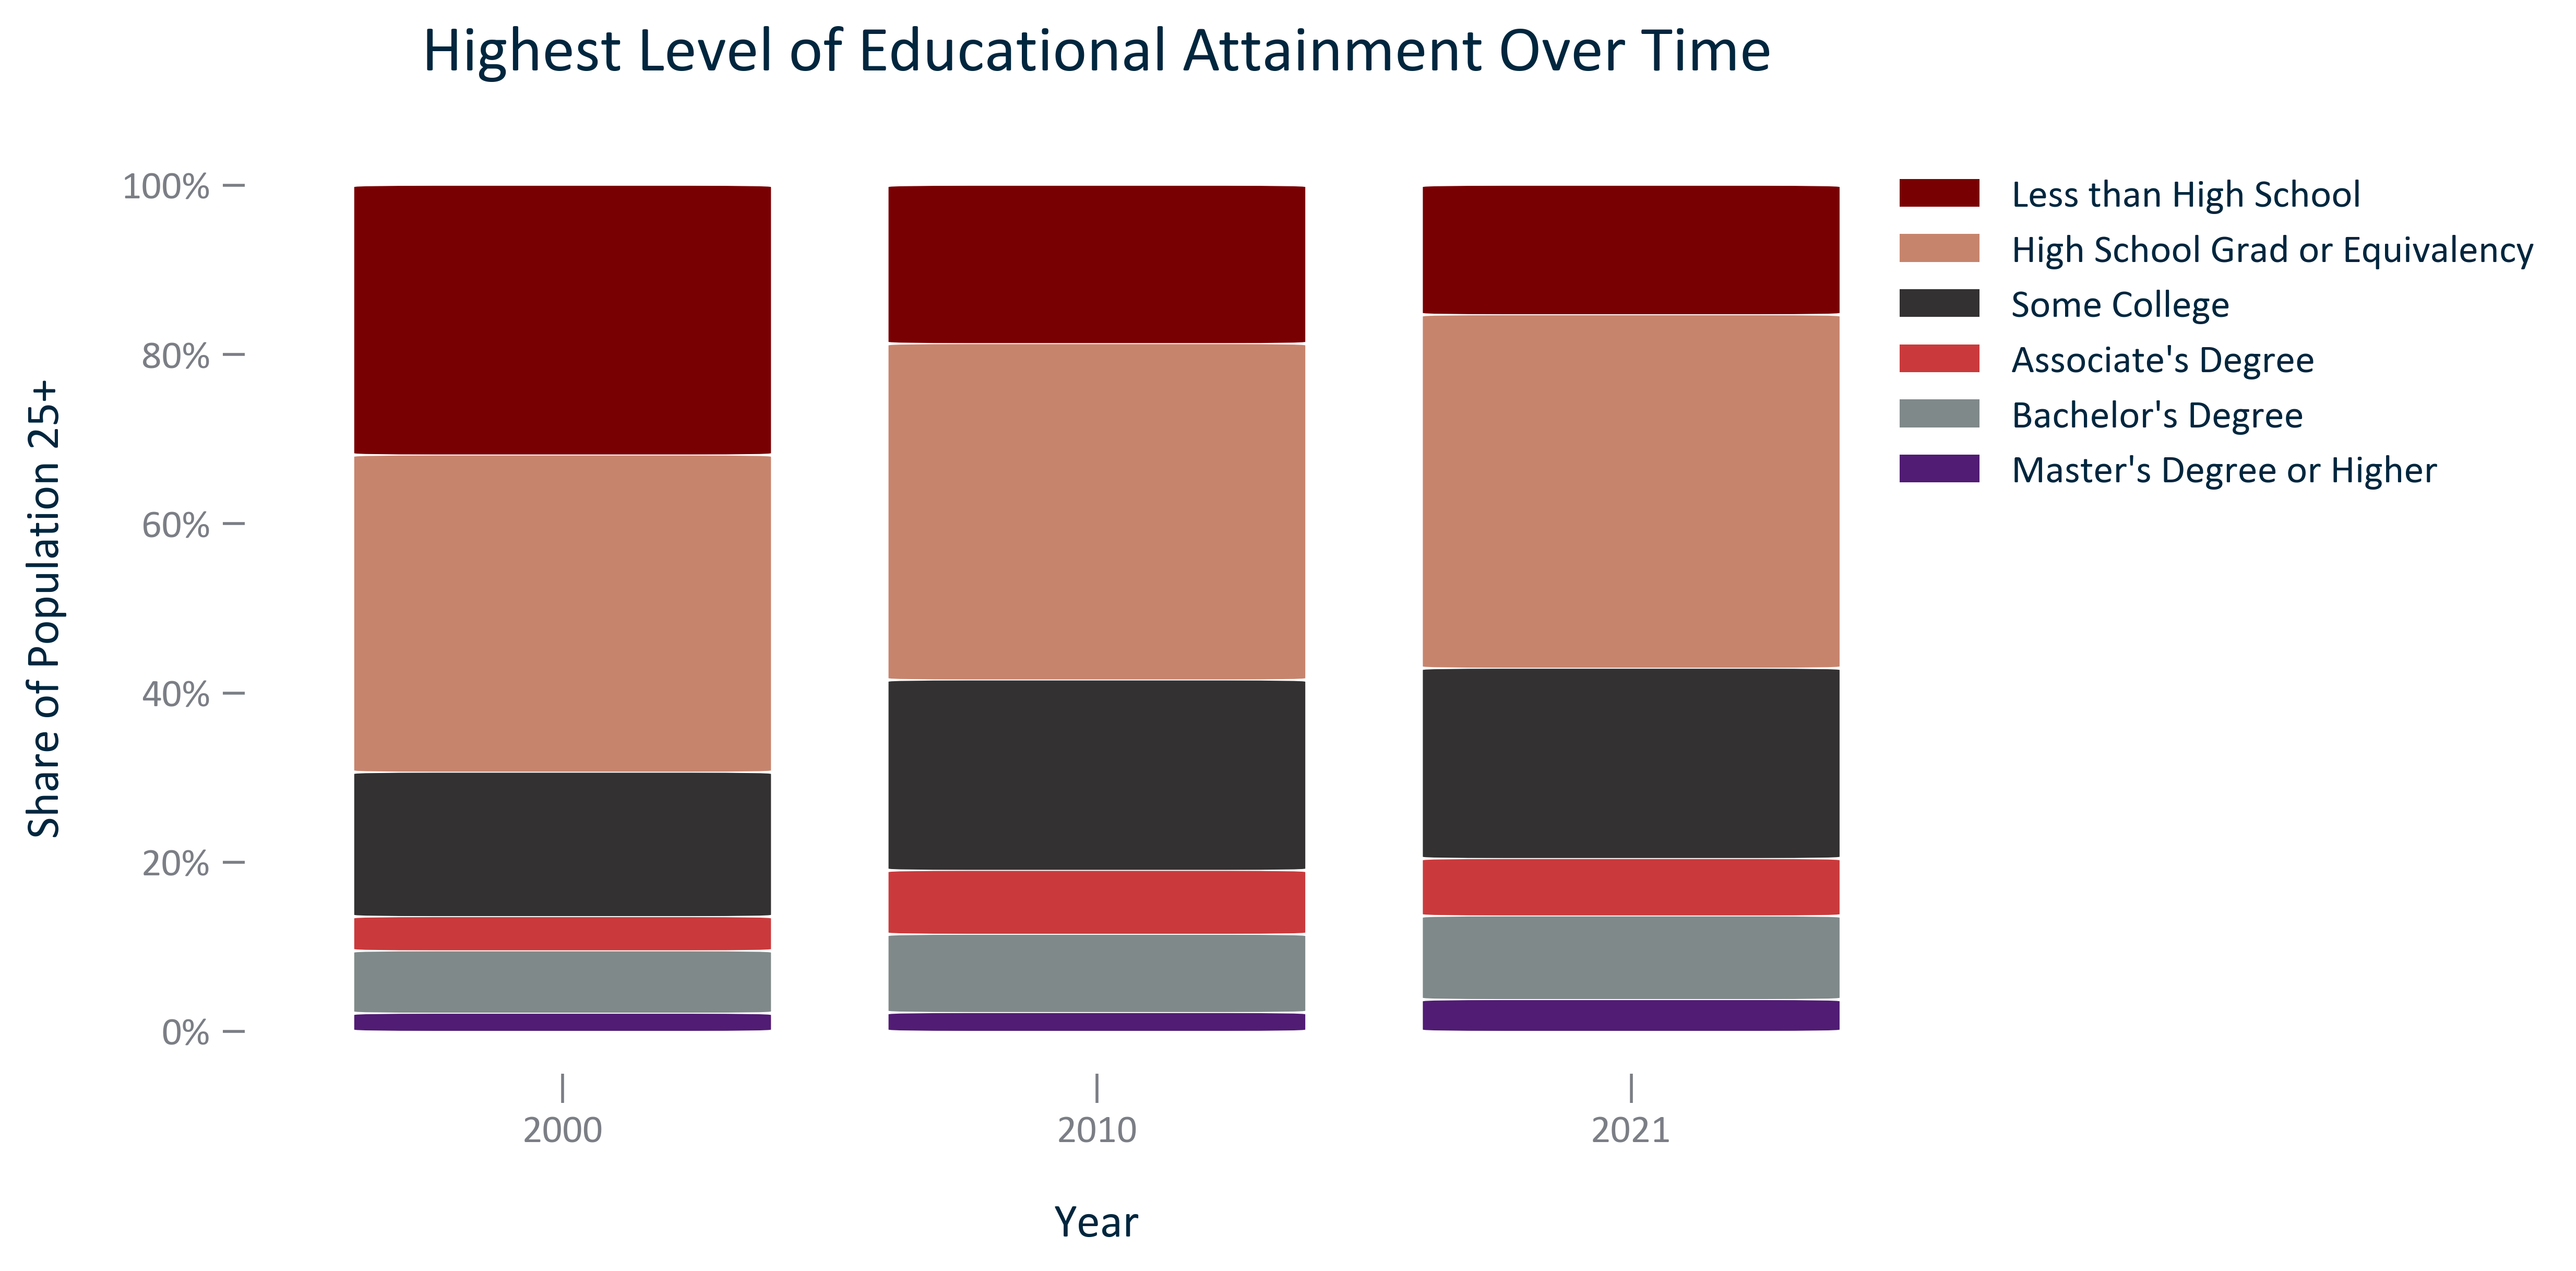 Highest Level of Educational Attainment Over Time
Share of Population 25+
100%
80%
60%
40%
20%
0%
2000
2010
2021
Year
Less than High School
High School Grad or Equivalency
Some College
Associate's Degree
Bachelor's Degree
Master's Degree or Higher